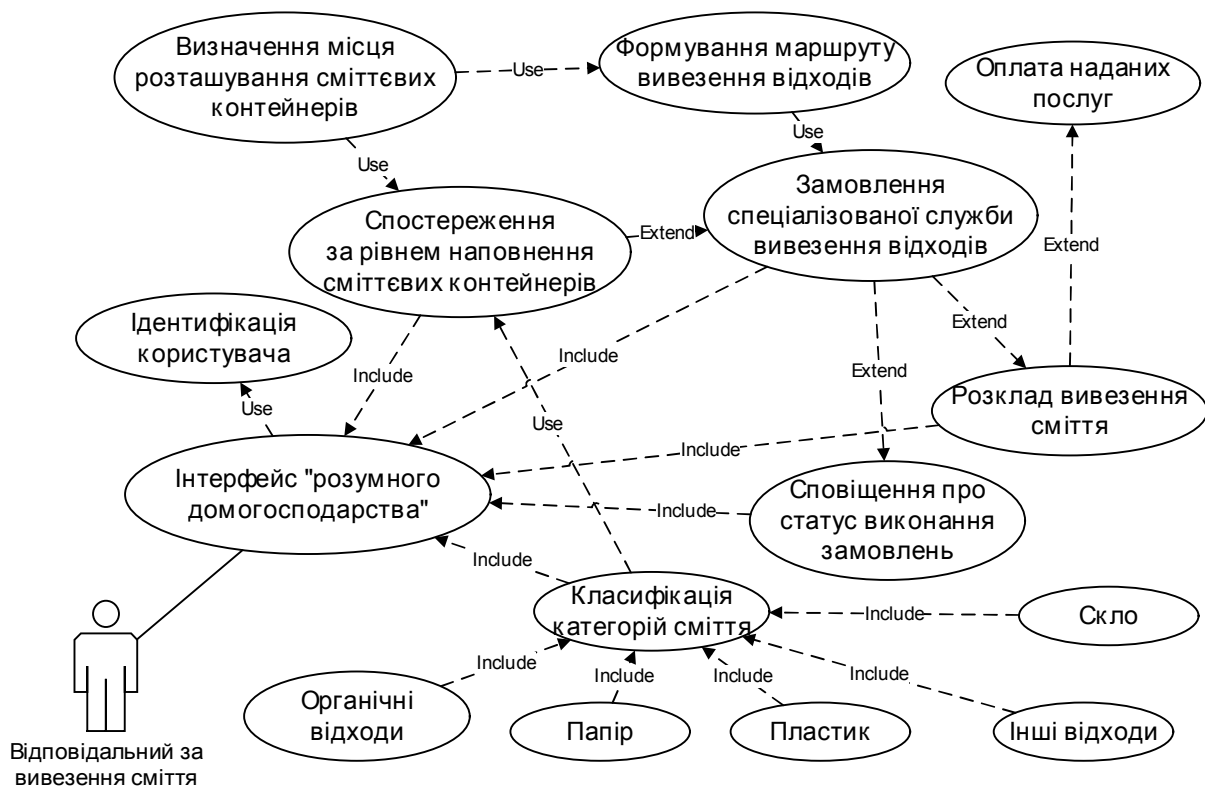 Визначення місця
розташування сміттєвих
контейнерів
Use
Формування маршруту
вивезення відходів
Оплата наданих
послуг
Use
Use
Замовлення
спеціалізованої служби
вивезення відходів
Спостереження
за рівнем наповнення
сміттєвих контейнерів
Extend
Extend
Ідентифікація
користувача
Extend
Include
Include
Extend
Use
Use
Розклад вивезення
сміття
Include
Інтерфейс "розумного
домогосподарства"
Сповіщення про
статус виконання
замовлень
Include
Include
Класифікація
категорій сміття
Include
Скло
Include
Include
Include
Include
Органічні
відходи
Папір
Пластик
Інші відходи
Відповідальний за
вивезення сміття